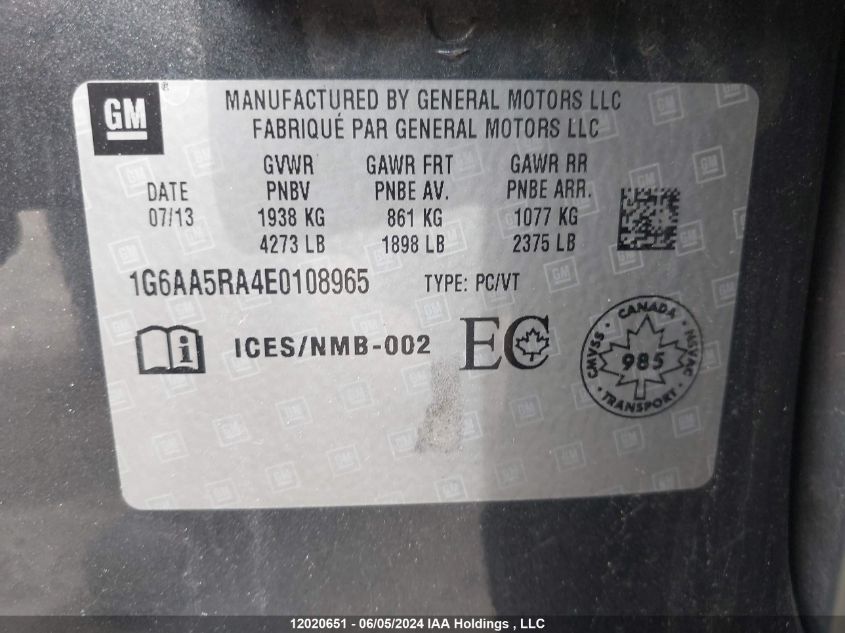 GM ®
MANUFACTURED BY GENERAL MOTORS LLC
FABRIQUÉ PAR GENERAL MOTORS LLC
DATE
07/13
GVWR
PNBV
1938 KG
4273 LB
GAWR FRT
PNBE AV.
861 KG
1898 LB
GAWR RR
PNBE ARR.
1077 KG
2375 LB
1G6AA5RA4E0108965 TYPE: PC/VT
i ICES/NMB-002 EC
CANADA
CMVSS 985 NSVAC
TRANSPORT
12020651 - 06/05/2024 IAA Holdings , LLC